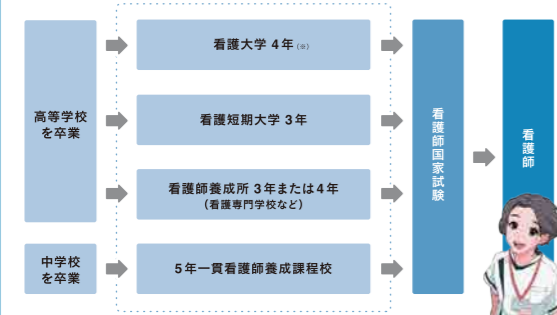 高等学校
を卒業
看護大学 4年(※)
看護短期大学 3年
看護師養成所 3年または4年
(看護専門学校など)
中学校
を卒業
5年一貫看護師養成課程校
看護師国家試験
看護師